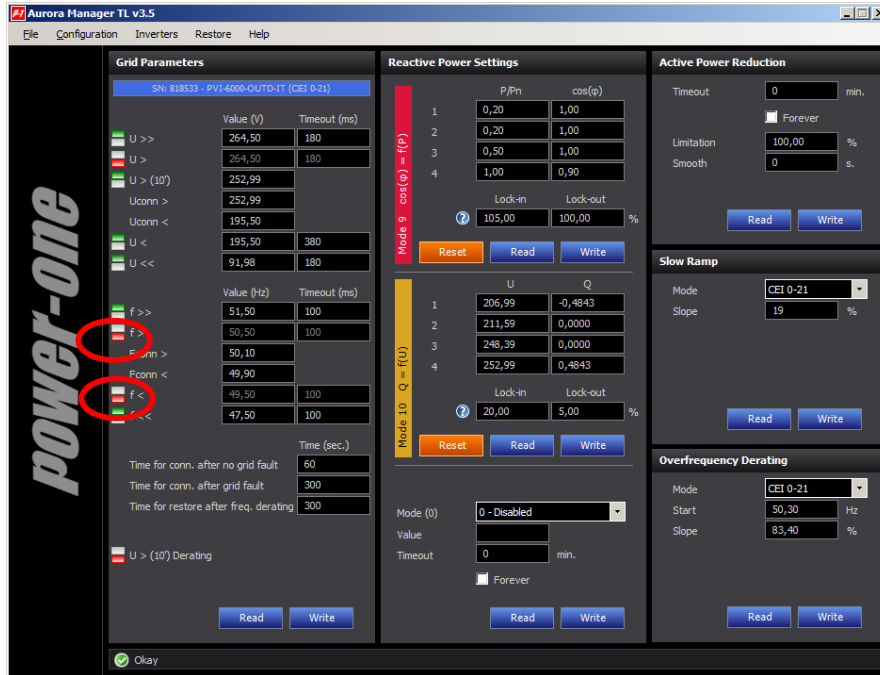 Aurora Manager TL v3.5
File Configuration Inverters Restore Help
power-one
Grid Parameters
SN: 818533 - PVI-6000-OUTD-IT (CEI 0-21)
Value (V) Timeout (ms)
U >> 264,50 180
U > 264,50 180
U > (10') 252,99
Uconn > 252,99
Uconn < 195,50
U < 195,50 380
U << 91,98 180
Value (Hz) Timeout (ms)
f >> 51,50 100
f > 50,50 100
Fconn > 50,10
Fconn < 49,90
f < 49,50 100
f << 47,50 100
Time (sec.)
Time for conn. after no grid fault 60
Time for conn. after grid fault 300
Time for restore after freq. derating 300
U > (10') Derating
Read Write
Reactive Power Settings
Mode 9 cos(φ) = f(P)
P/Pn cos(φ)
1 0,20 1,00
2 0,20 1,00
3 0,50 1,00
4 1,00 0,90
Lock-in Lock-out
? 105,00 100,00 %
Reset Read Write
Mode 10 Q = f(U)
U Q
1 206,99 -0,4843
2 211,59 0,0000
3 248,39 0,0000
4 252,99 0,4843
Lock-in Lock-out
? 20,00 5,00 %
Reset Read Write
Mode (0) 0 - Disabled
Value
Timeout 0 min.
Forever
Read Write
Active Power Reduction
Timeout 0 min.
Forever
Limitation 100,00 %
Smooth 0 s.
Read Write
Slow Ramp
Mode CEI 0-21
Slope 19 %
Read Write
Overfrequency Derating
Mode CEI 0-21
Start 50,30 Hz
Slope 83,40 %
Read Write
Okay